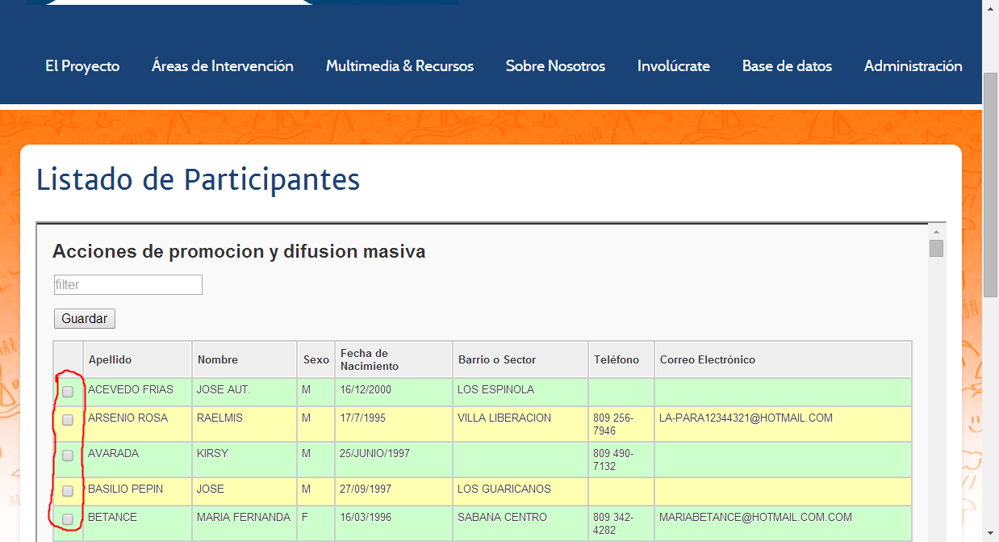 El Proyecto Áreas de Intervención Multimedia & Recursos Sobre Nosotros Involúcrate Base de datos Administración
Listado de Participantes
Acciones de promocion y difusion masiva
filter
Guardar
Apellido Nombre Sexo Fecha de Nacimiento Barrio o Sector Teléfono Correo Electrónico
ACEVEDO FRIAS JOSE AUT. M 16/12/2000 LOS ESPINOLA
ARSENIO ROSA RAELMIS M 17/7/1995 VILLA LIBERACION 809 256-7946 LA-PARA12344321@HOTMAIL.COM
AVARADA KIRSY M 25/JUNIO/1997 809 490-7132
BASILIO PEPIN JOSE M 27/09/1997 LOS GUARICANOS
BETANCE MARIA FERNANDA F 16/03/1996 SABANA CENTRO 809 342-4282 MARIABETANCE@HOTMAIL.COM.COM